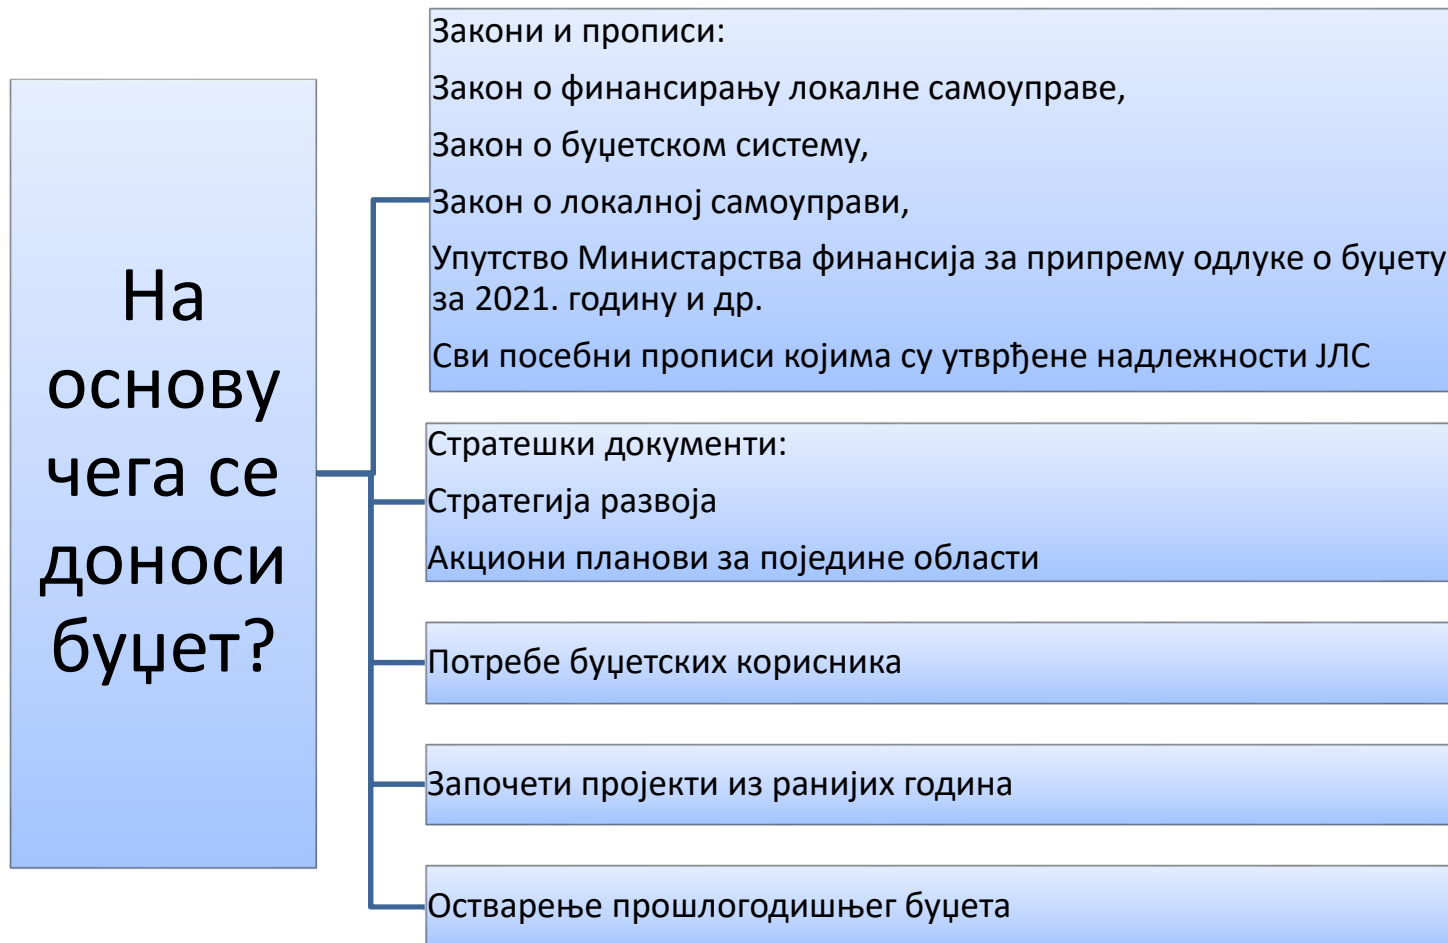 На
основу
чега се
доноси
буџет?
Закони и прописи:
Закон о финансирању локалне самоуправе,
Закон о буџетском систему,
Закон о локалној самоуправи,
Упутство Министарства финансија за припрему одлуке о буџету
за 2021. годину и др.
Сви посебни прописи којима су утврђене надлежности ЈЛС
Стратешки документи:
Стратегија развоја
Акциони планови за поједине области
Потребе буџетских корисника
Започети пројекти из ранијих година
Остварење прошлогодишњег буџета